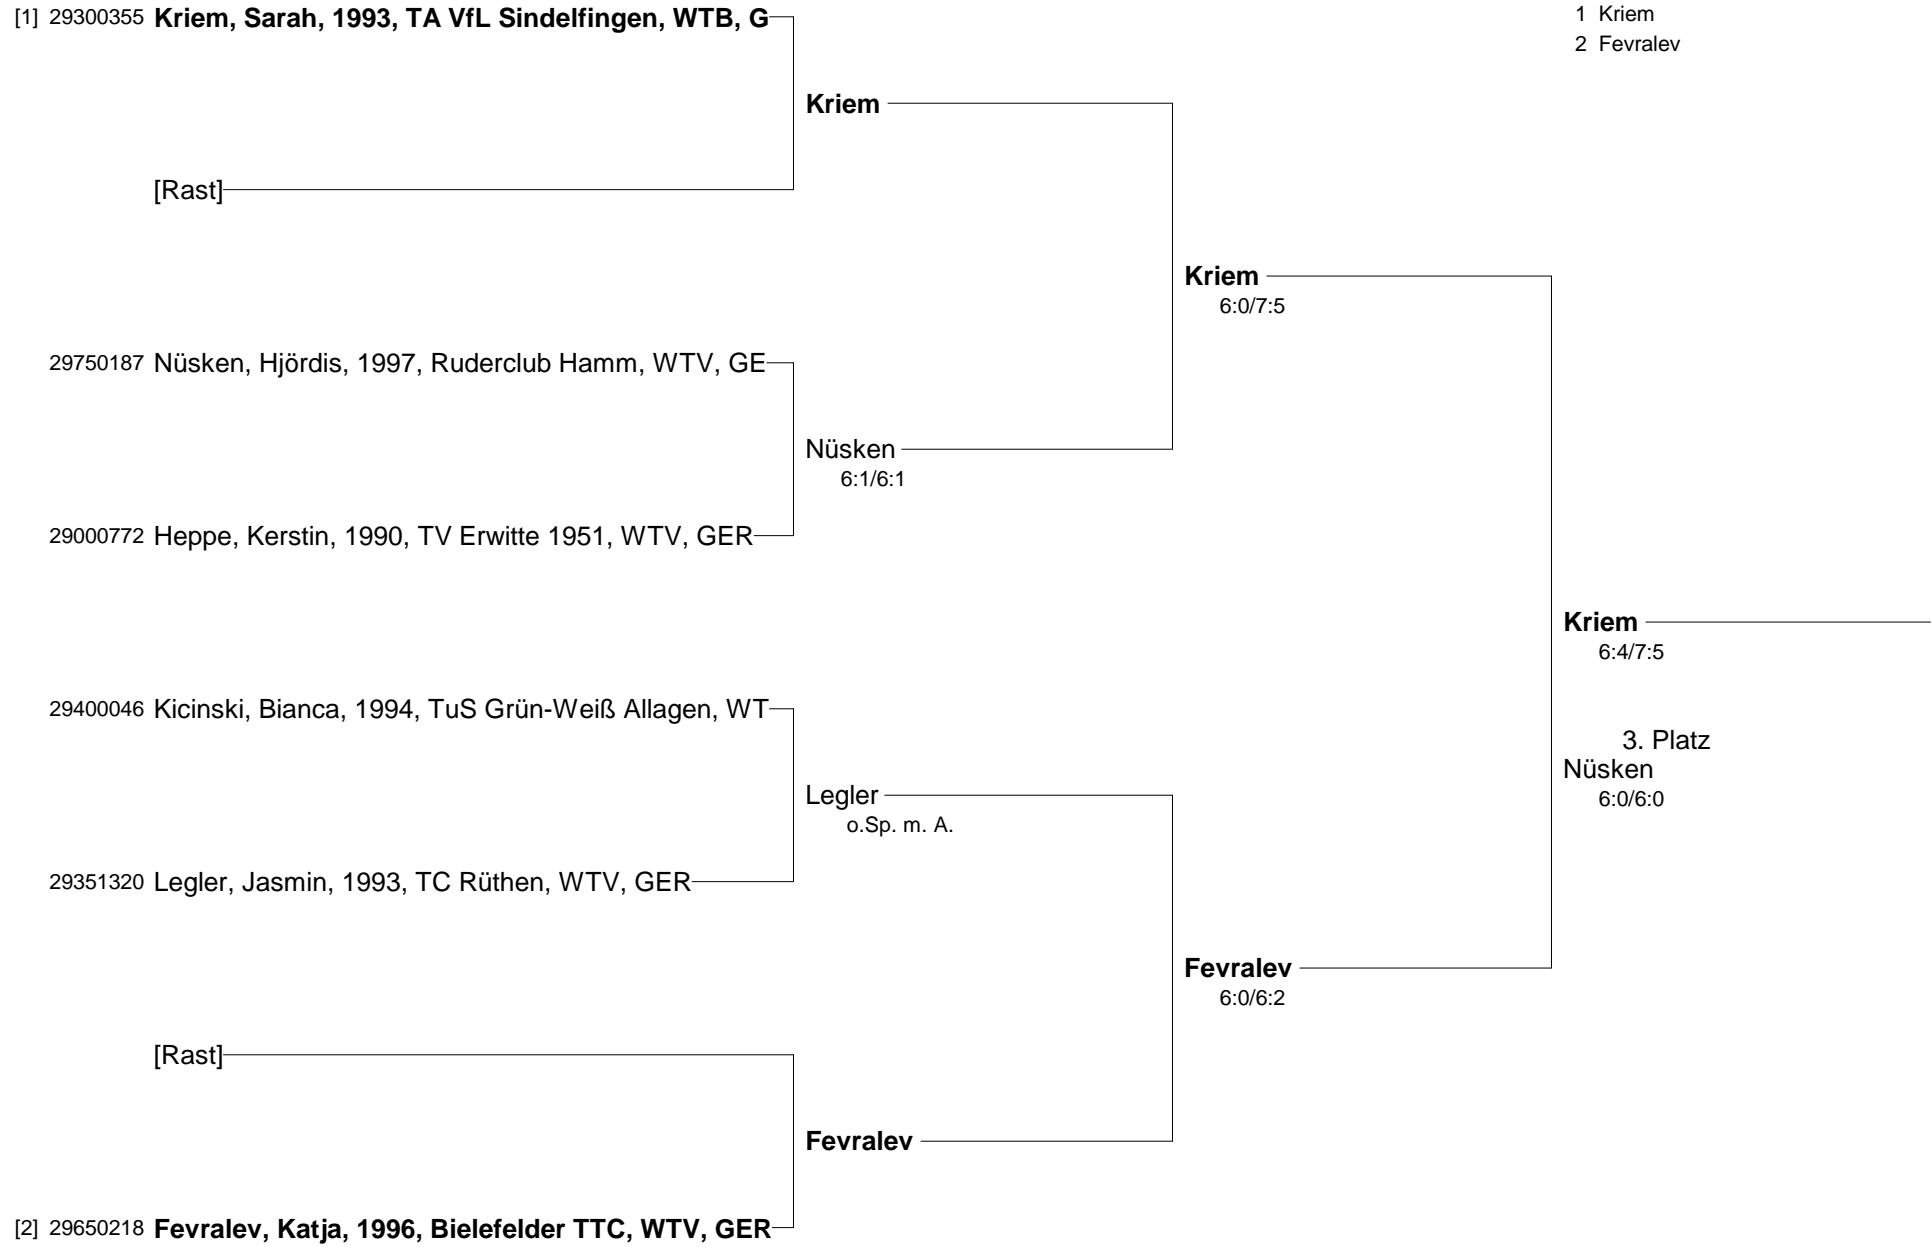 [1] 29300355 Kriem, Sarah, 1993, TA VfL Sindelfingen, WTB, G
1 Kriem
2 Fevralev
Kriem
[Rast]
Kriem
6:0/7:5
29750187 Nüsken, Hjördis, 1997, Ruderclub Hamm, WTV, GE
Nüsken
6:1/6:1
29000772 Heppe, Kerstin, 1990, TV Erwitte 1951, WTV, GER
Kriem
6:4/7:5
29400046 Kicinski, Bianca, 1994, TuS Grün-Weiß Allagen, WT
3. Platz
Nüsken
6:0/6:0
Legler
o.Sp. m. A.
29351320 Legler, Jasmin, 1993, TC Rüthen, WTV, GER
Fevralev
6:0/6:2
[Rast]
Fevralev
[2] 29650218 Fevralev, Katja, 1996, Bielefelder TTC, WTV, GER